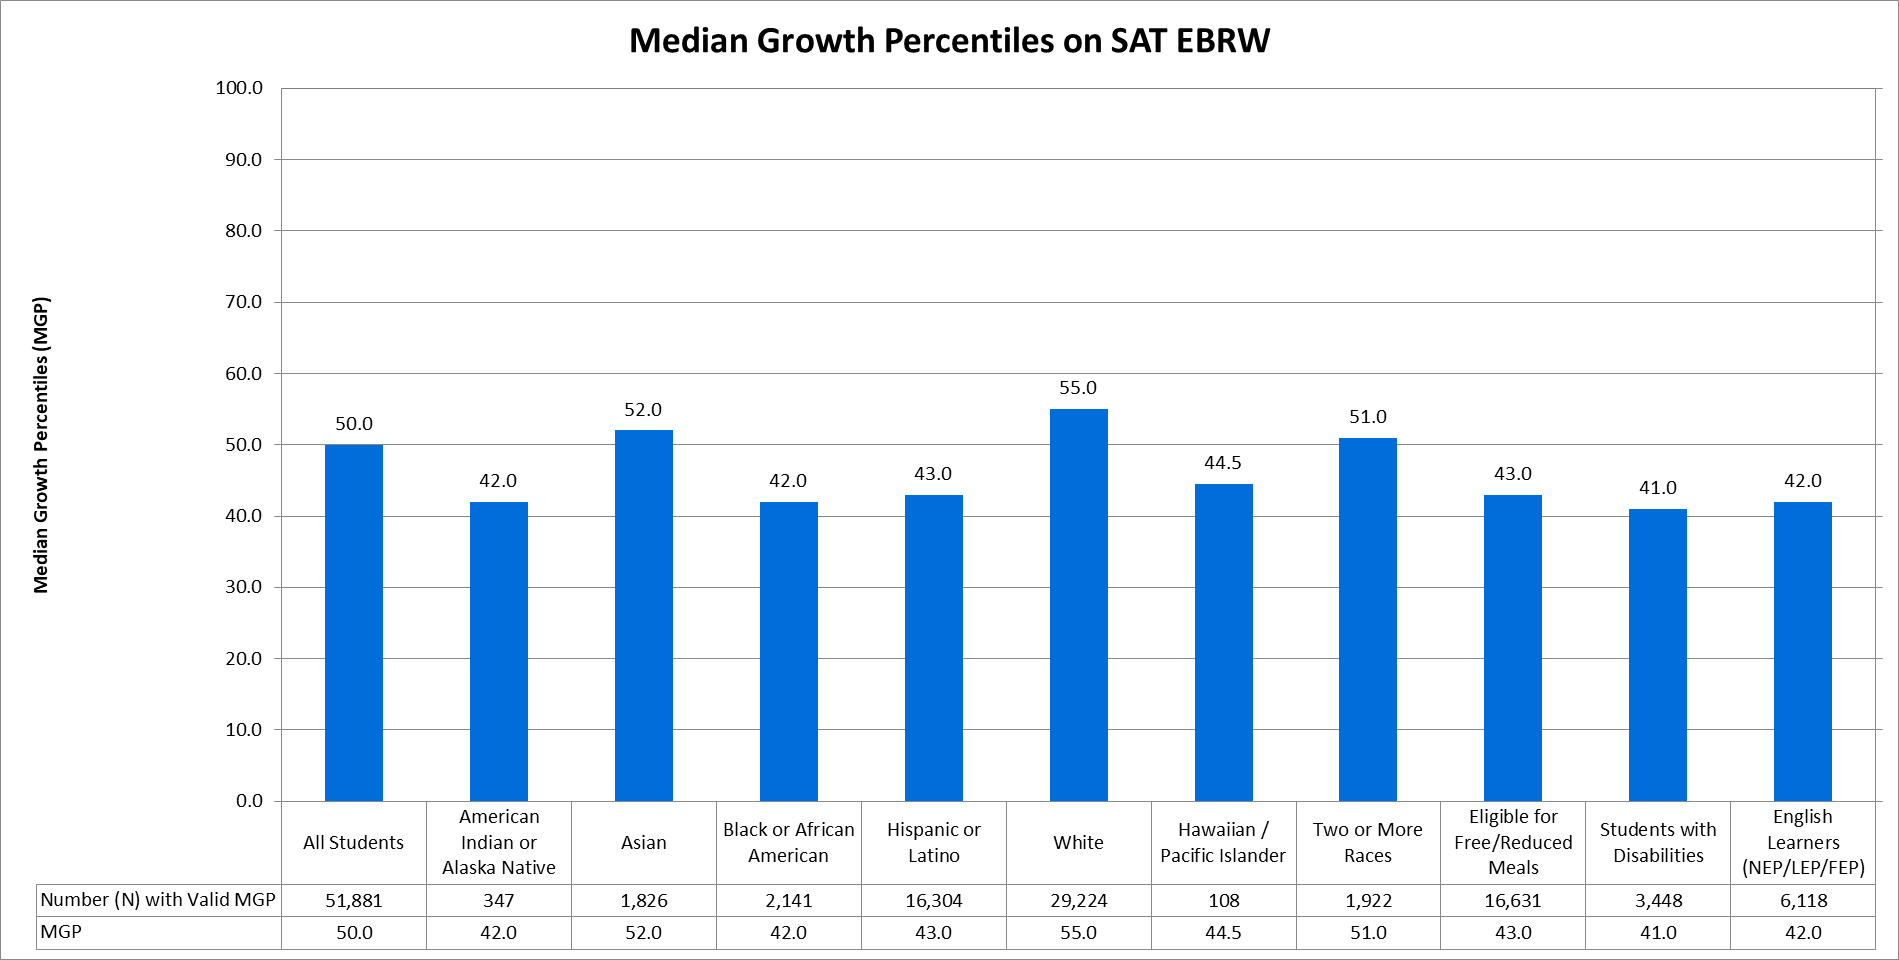 Median Growth Percentiles on SAT EBRW
Median Growth Percentiles (MGP)
100.0
90.0
80.0
70.0
60.0
50.0
40.0
30.0
20.0
10.0
0.0
50.0
42.0
52.0
42.0
43.0
55.0
44.5
51.0
43.0
41.0
42.0
All Students
American
Indian or
Alaska Native
Asian
Black or African
American
Hispanic or
Latino
White
Hawaiian /
Pacific Islander
Two or More
Races
Eligible for
Free/Reduced
Meals
Students with
Disabilities
English
Learners
(NEP/LEP/FEP)
Number (N) with Valid MGP 51,881 347 1,826 2,141 16,304 29,224 108 1,922 16,631 3,448 6,118
MGP 50.0 42.0 52.0 42.0 43.0 55.0 44.5 51.0 43.0 41.0 42.0